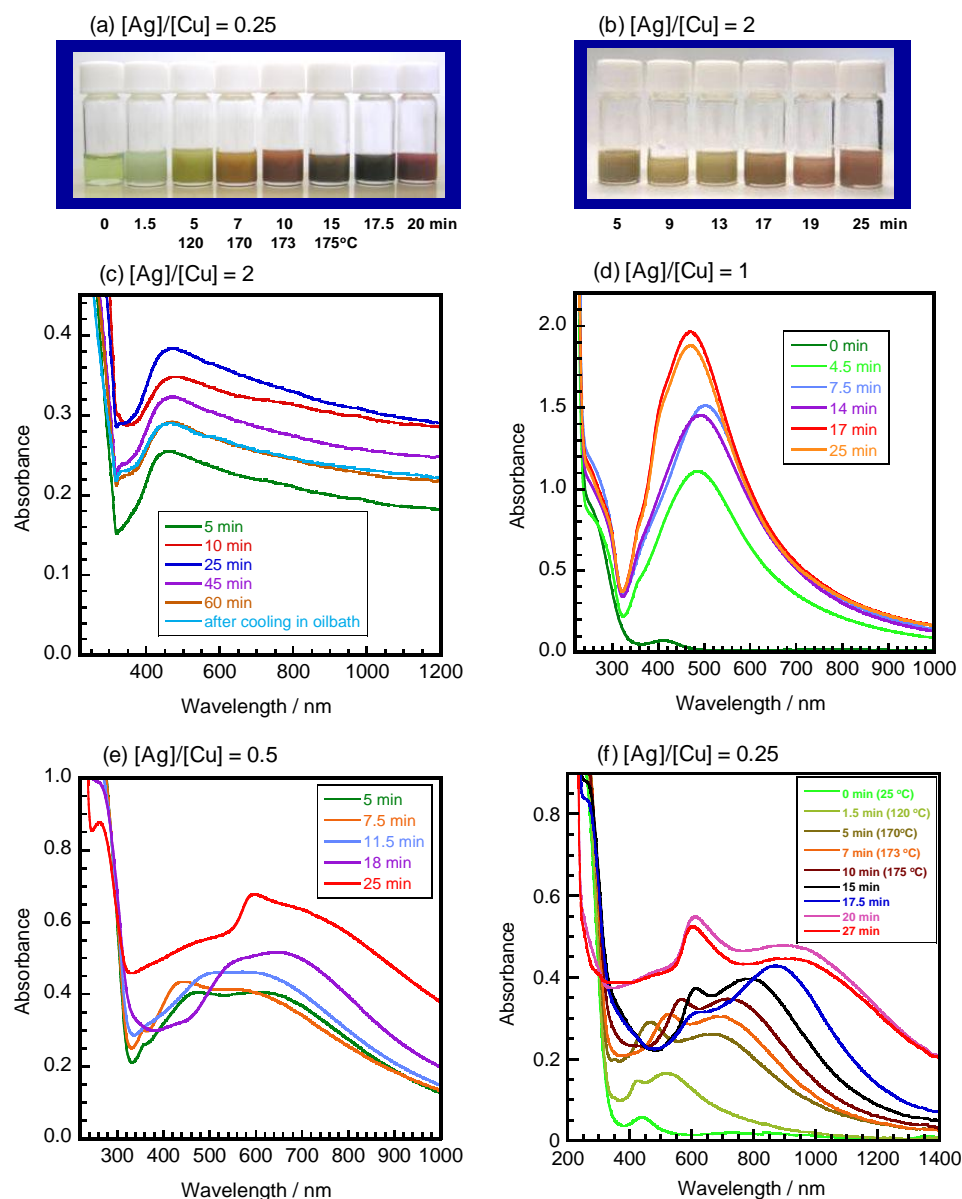 (a) [Ag]/[Cu] = 0.25
(b) [Ag]/[Cu] = 2
0 1.5 5 7 10 15 17.5 20 min
120 170 173 175ºC
5 9 13 17 19 25 min
(c) [Ag]/[Cu] = 2
0.4
0.3
0.2
0.1
0.0
Absorbance
5 min
10 min
25 min
45 min
60 min
after cooling in oilbath
400 600 800 1000 1200
Wavelength / nm
(d) [Ag]/[Cu] = 1
2.0
1.5
1.0
0.5
0.0
Absorbance
0 min
4.5 min
7.5 min
14 min
17 min
25 min
300 400 500 600 700 800 900 1000
Wavelength / nm
(e) [Ag]/[Cu] = 0.5
1.0
0.8
0.6
0.4
0.2
0.0
Absorbance
5 min
7.5 min
11.5 min
18 min
25 min
300 400 500 600 700 800 900 1000
Wavelength / nm
(f) [Ag]/[Cu] = 0.25
0.8
0.6
0.4
0.2
0
Absorbance
0 min (25 ºC)
1.5 min (120 ºC)
5 min (170ºC)
7 min (173 ºC)
10 min (175 ºC)
15 min
17.5 min
20 min
27 min
200 400 600 800 1000 1200 1400
Wavelength / nm